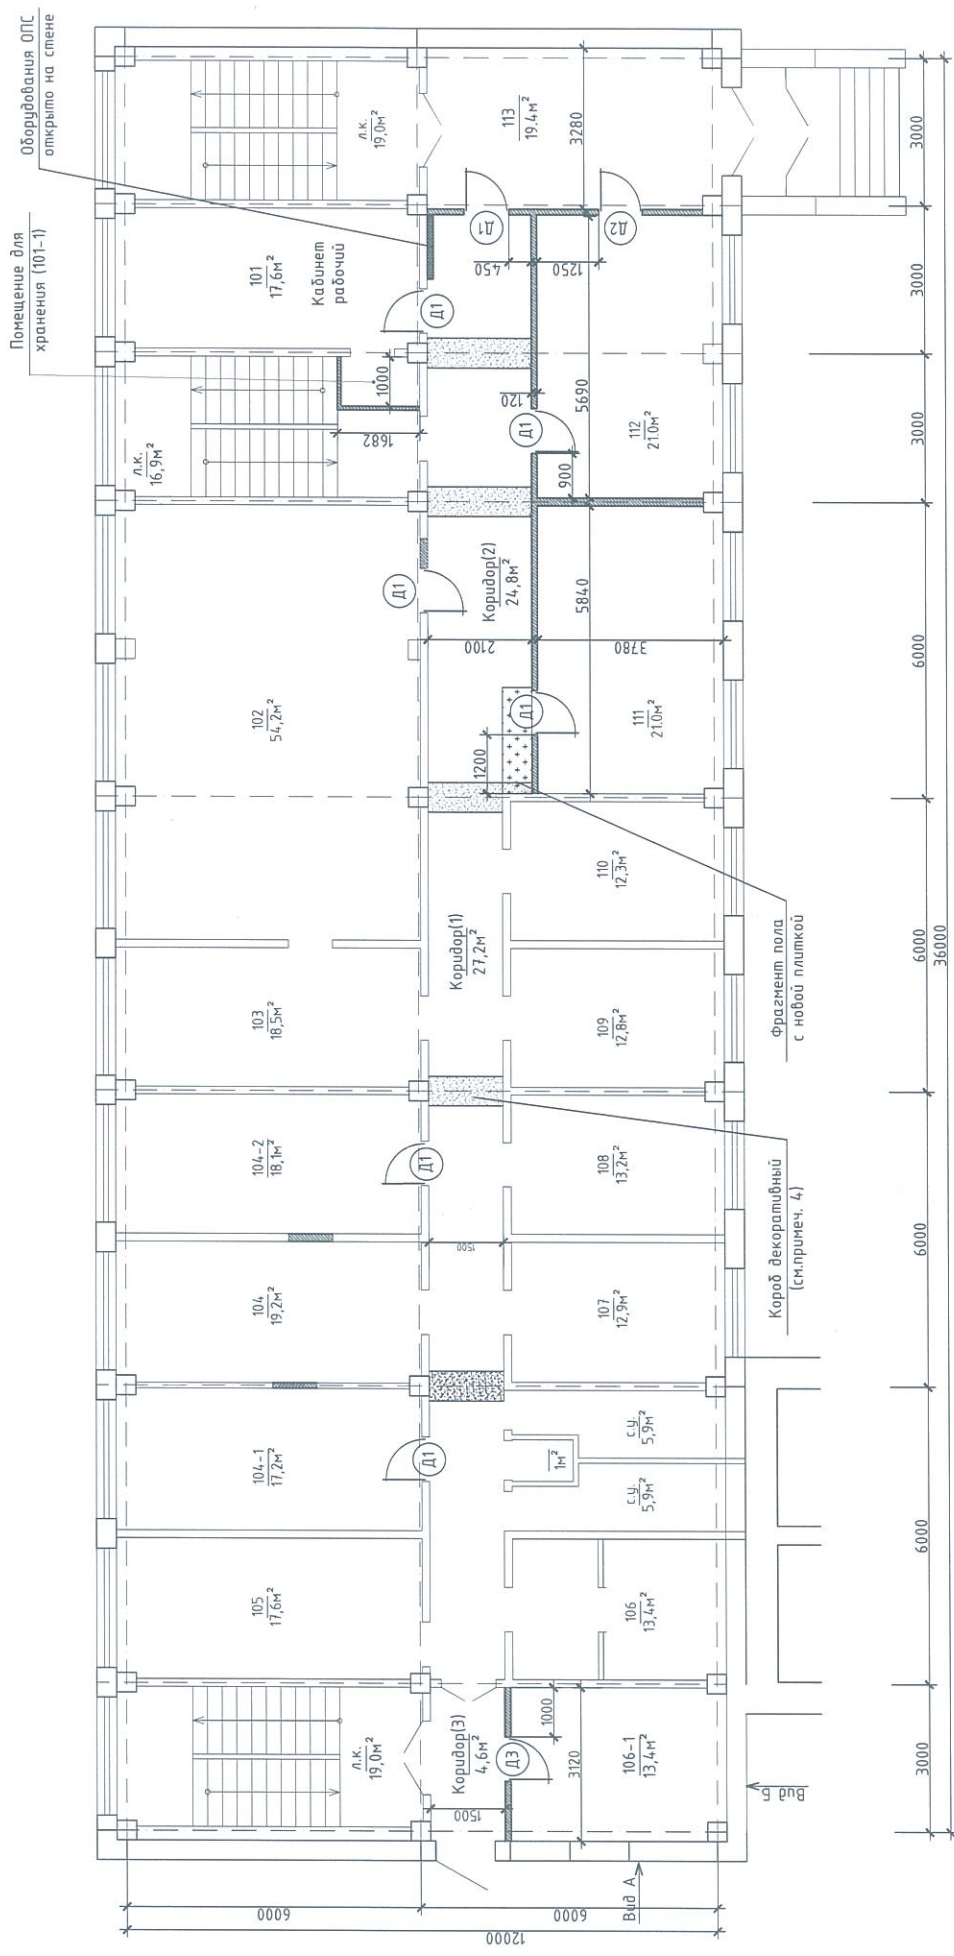 Оборудования ОПС
открыто на стене
Помещение для
хранения (101-1)
л.к.
19,0м²
113
19.4м²
3280
3000
101
17,6м²
Кабинет
рабочий
Д1
Д1
Д2
450
1250
3000
л.к.
16,9м²
1000
1682
120
Д1
5690
900
112
21.0м²
3000
102
54,2м²
Д1
Коридор(2)
24,8м²
2100
5840
3780
Д1
1200
111
21.0м²
6000
Коридор(1)
27,2м²
110
12,3м²
103
18,5м²
109
12,8м²
Фрагмент пола
с новой плиткой
6000
36000
104-2
18,1м²
Д1
108
13,2м²
104
19,2м²
1500
107
12,9м²
Короб декоративный
(см.примеч. 4)
6000
104-1
17,2м²
Д1
1м²
с.у.
5,9м²
с.у.
5,9м²
105
17,6м²
106
13,4м²
6000
л.к.
19,0м²
Коридор(3)
4,6м²
1000
Д3
3120
1500
106-1
13,4м²
Вид Б
3000
Вид А
6000
6000
12000